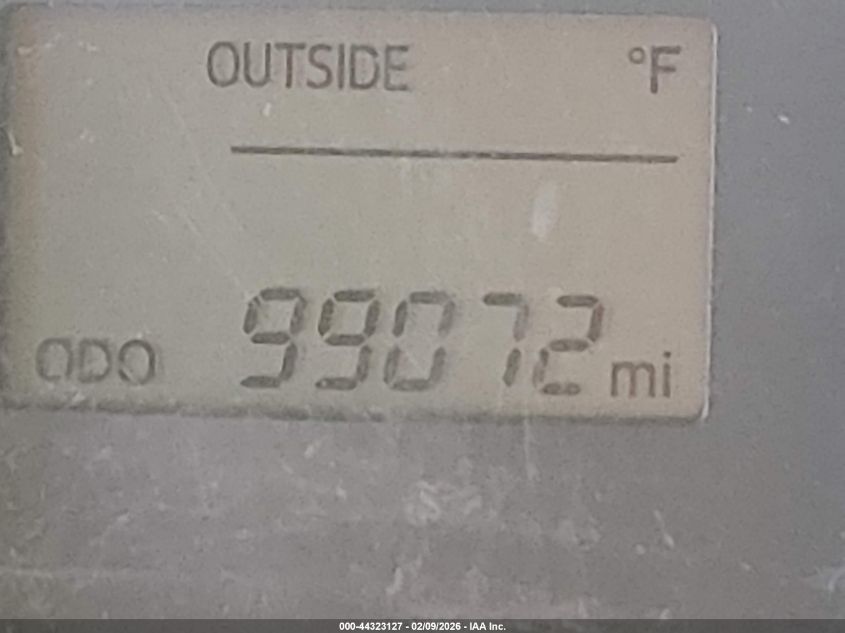 OUTSIDE °F
ODO 99072 mi
000-44323127 - 02/09/2026 - IAA Inc.